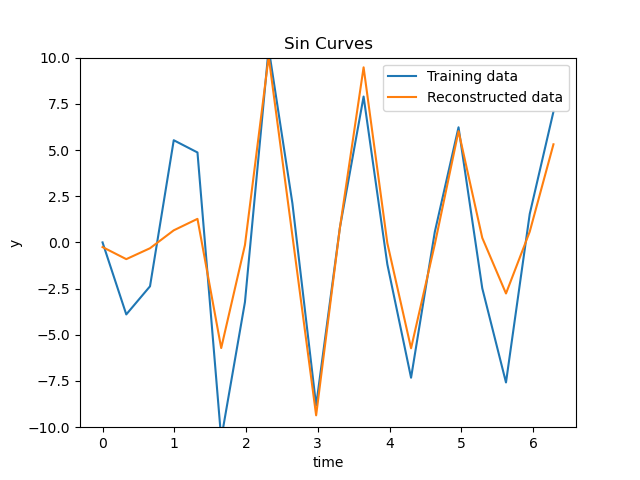 Sin Curves
Training data
Reconstructed data
10.0
7.5
5.0
2.5
0.0
−2.5
−5.0
−7.5
−10.0
y
0 1 2 3 4 5 6
time